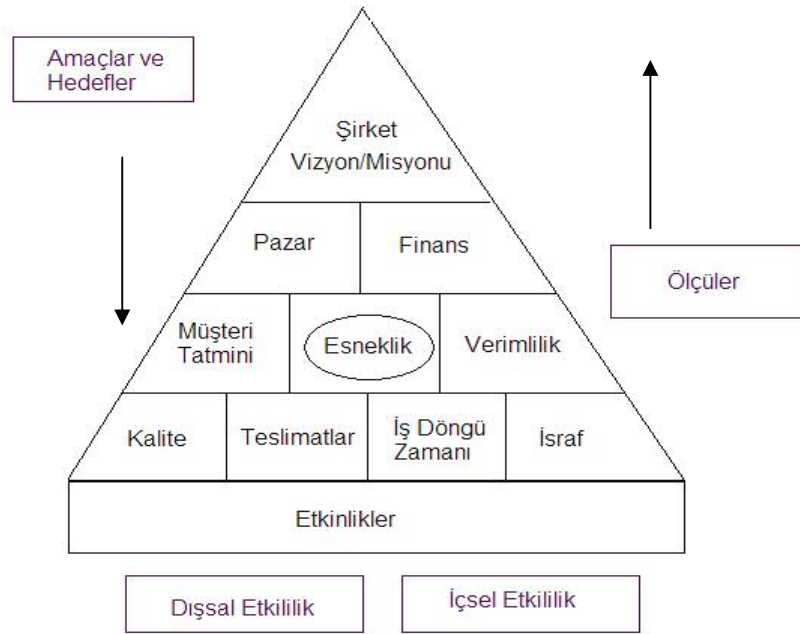 Amaçlar ve
Hedefler
Şirket
Vizyon/Misyonu
Pazar
Finans
Ölçüler
Müşteri
Tatmini
Esneklik
Verimlilik
Kalite
Teslimatlar
İş Döngü
Zamanı
İsraf
Etkinlikler
Dışsal Etkililik
İçsel Etkililik